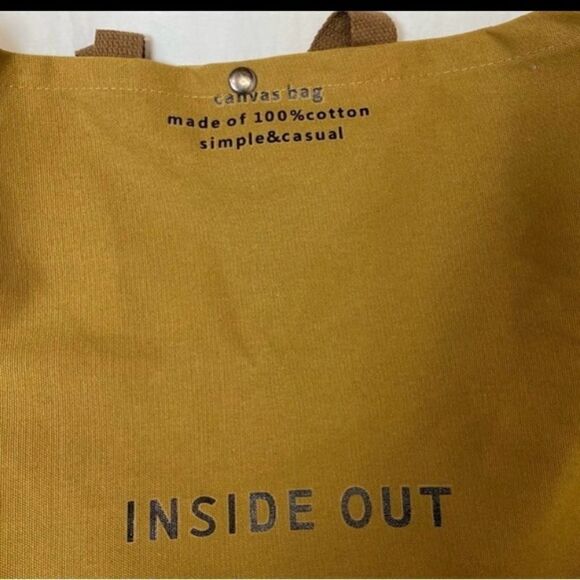 canvas bag
made of 100%cotton
simple&casual
INSIDE OUT